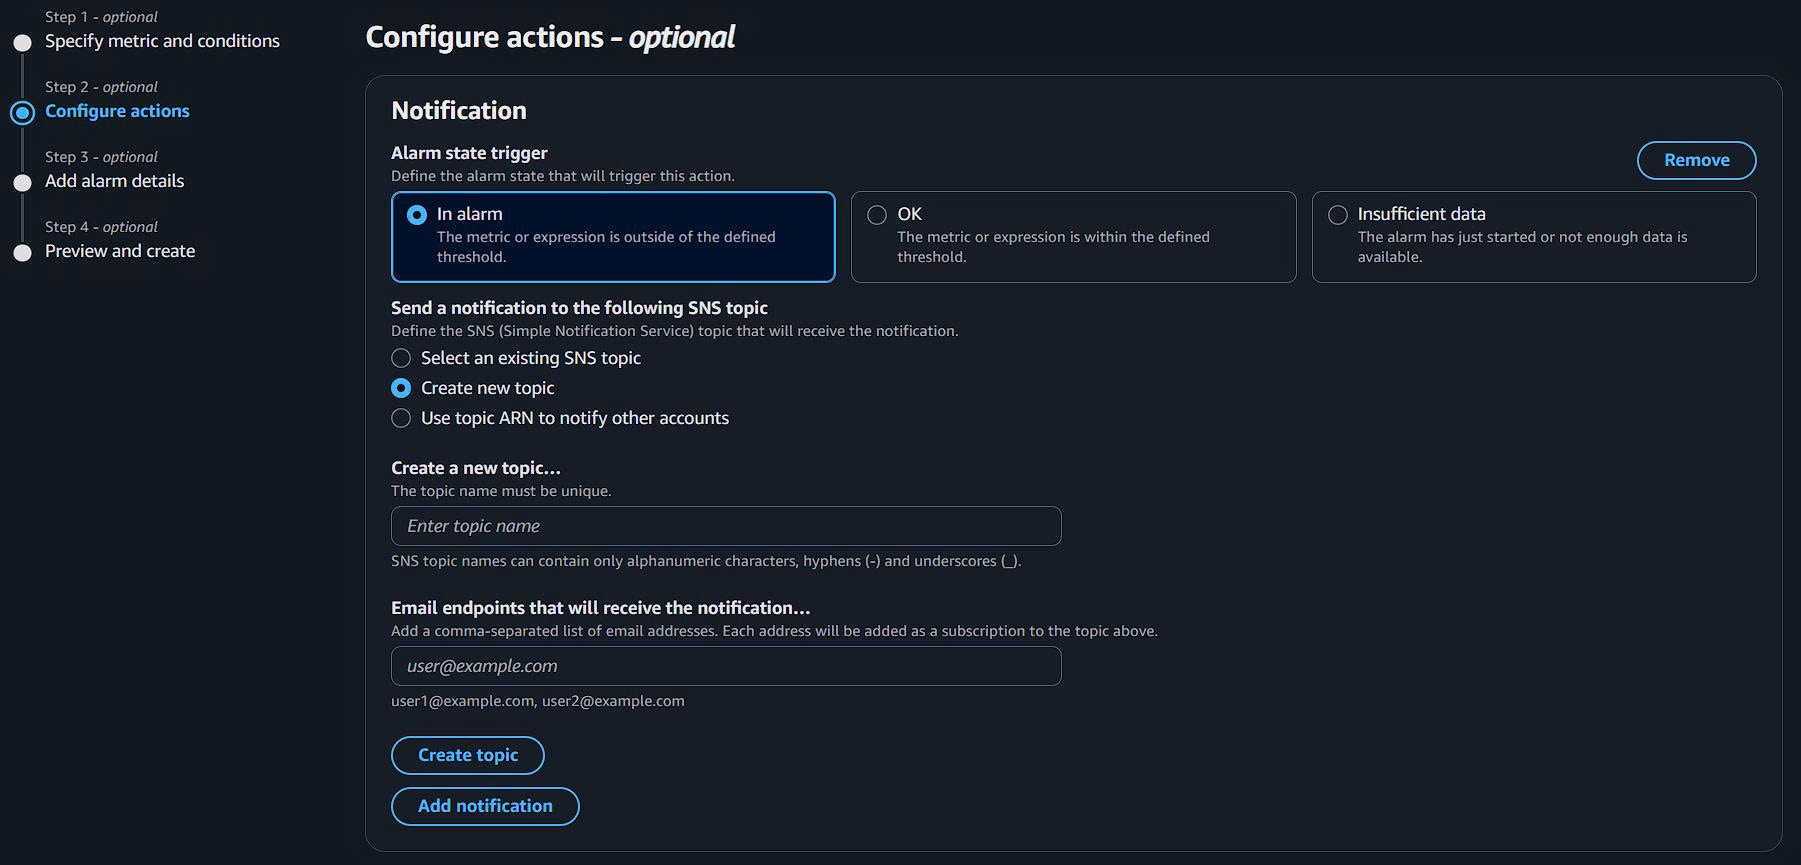 Step 1 - optional
Specify metric and conditions
Step 2 - optional
Configure actions
Step 3 - optional
Add alarm details
Step 4 - optional
Preview and create
Configure actions - optional
Notification
Alarm state trigger
Define the alarm state that will trigger this action.
Remove
In alarm
The metric or expression is outside of the defined
threshold.
OK
The metric or expression is within the defined
threshold.
Insufficient data
The alarm has just started or not enough data is
available.
Send a notification to the following SNS topic
Define the SNS (Simple Notification Service) topic that will receive the notification.
Select an existing SNS topic
Create new topic
Use topic ARN to notify other accounts
Create a new topic...
The topic name must be unique.
Enter topic name
SNS topic names can contain only alphanumeric characters, hyphens (-) and underscores (_).
Email endpoints that will receive the notification...
Add a comma-separated list of email addresses. Each address will be added as a subscription to the topic above.
user@example.com
user1@example.com, user2@example.com
Create topic
Add notification